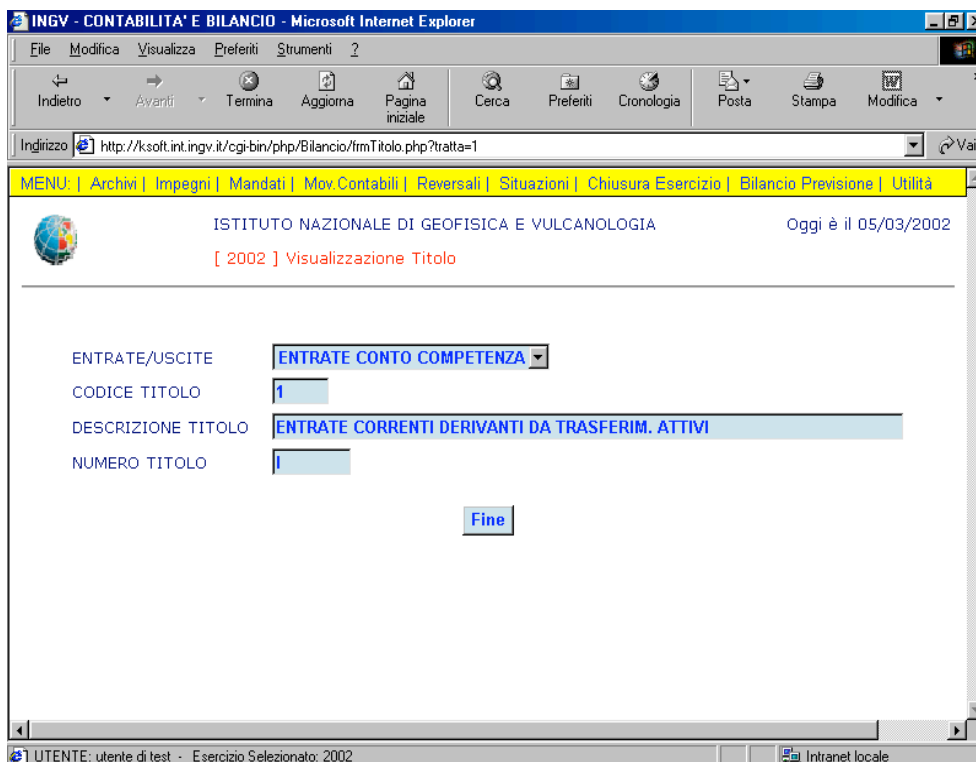 INGV - CONTABILITA' E BILANCIO - Microsoft Internet Explorer
File Modifica Visualizza Preferiti Strumenti ?
Indietro Avanti Termina Aggiorna Pagina iniziale Cerca Preferiti Cronologia Posta Stampa Modifica
Indirizzo http://ksoft.int.ingv.it/cgi-bin/php/Bilancio/frmTitolo.php?tratta=1 Vai
MENU: | Archivi | Impegni | Mandati | Mov.Contabili | Reversali | Situazioni | Chiusura Esercizio | Bilancio Previsione | Utilità
ISTITUTO NAZIONALE DI GEOFISICA E VULCANOLOGIA Oggi è il 05/03/2002
[ 2002 ] Visualizzazione Titolo
ENTRATE/USCITE ENTRATE CONTO COMPETENZA
CODICE TITOLO 1
DESCRIZIONE TITOLO ENTRATE CORRENTI DERIVANTI DA TRASFERIM. ATTIVI
NUMERO TITOLO I
Fine
UTENTE: utente di test - Esercizio Selezionato: 2002 Intranet locale